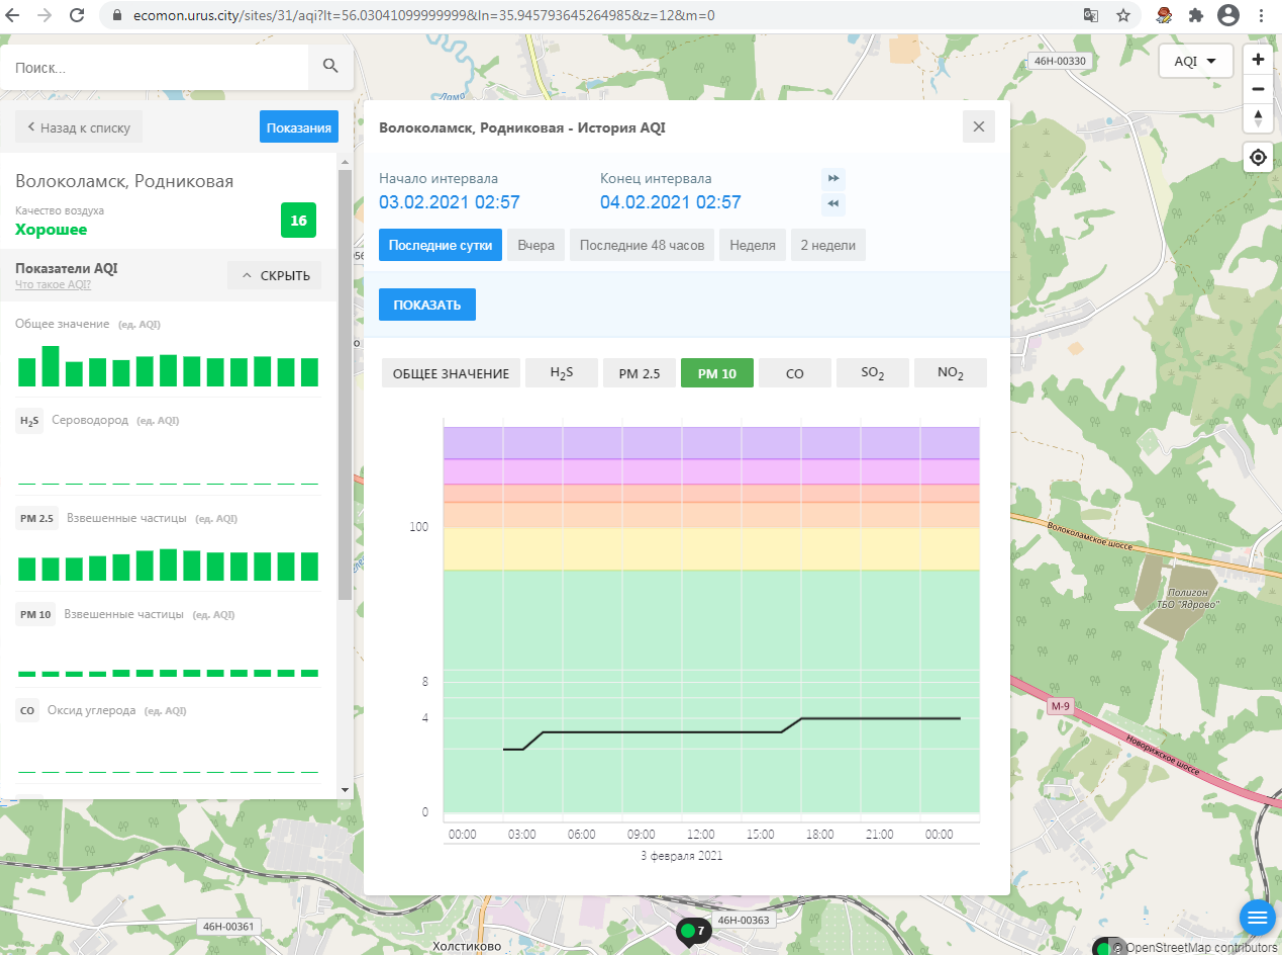 ecomon.urus.city/sites/31/aqi?lt=56.03041099999999&ln=35.945793645264985&z=12&m=0
Поиск...
46Н-00330
AQI
Назад к списку
Показания
Волоколамск, Родниковая
Качество воздуха
Хорошее
16
Показатели AQI
Что такое AQI?
СКРЫТЬ
Общее значение (ед. AQI)
H₂S Сероводород (ед. AQI)
PM 2.5 Взвешенные частицы (ед. AQI)
PM 10 Взвешенные частицы (ед. AQI)
CO Оксид углерода (ед. AQI)
Волоколамск, Родниковая - История AQI
Начало интервала
Конец интервала
03.02.2021 02:57
04.02.2021 02:57
Последние сутки
Вчера
Последние 48 часов
Неделя
2 недели
ПОКАЗАТЬ
ОБЩЕЕ ЗНАЧЕНИЕ
H₂S
PM 2.5
PM 10
CO
SO₂
NO₂
100
8
4
0
00:00 03:00 06:00 09:00 12:00 15:00 18:00 21:00 00:00
3 февраля 2021
Волоколамское шоссе
Полигон
ТБО "Ядрово"
М-9
Новорижское шоссе
46Н-00361
46Н-00363
7
Холстиково
OpenStreetMap contributors